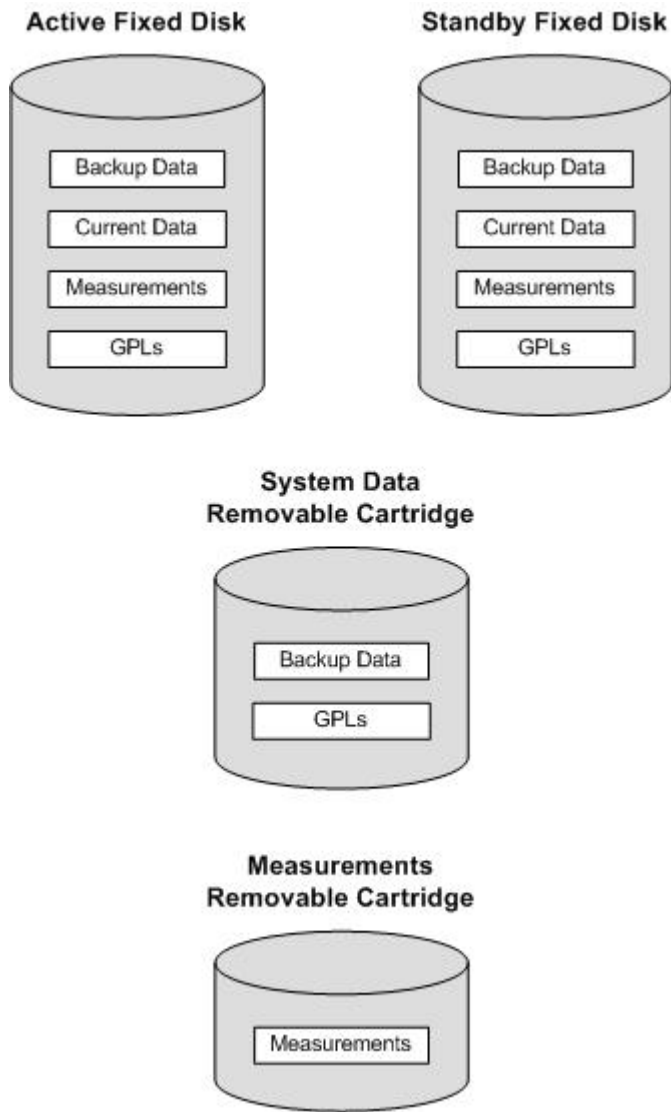 Active Fixed Disk
Backup Data
Current Data
Measurements
GPLs
Standby Fixed Disk
Backup Data
Current Data
Measurements
GPLs
System Data
Removable Cartridge
Backup Data
GPLs
Measurements
Removable Cartridge
Measurements